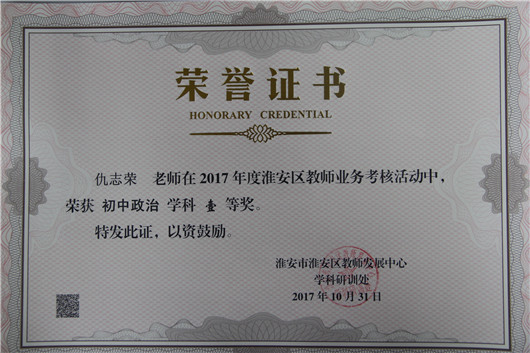 荣誉证书
HONORARY CREDENTIAL
仇志荣 老师在2017年度淮安区教师业务考核活动中，
荣获 初中政治 学科 壹 等奖。
特发此证，以资鼓励。
淮安市淮安区教师发展中心
学科研训处
2017年10月31日